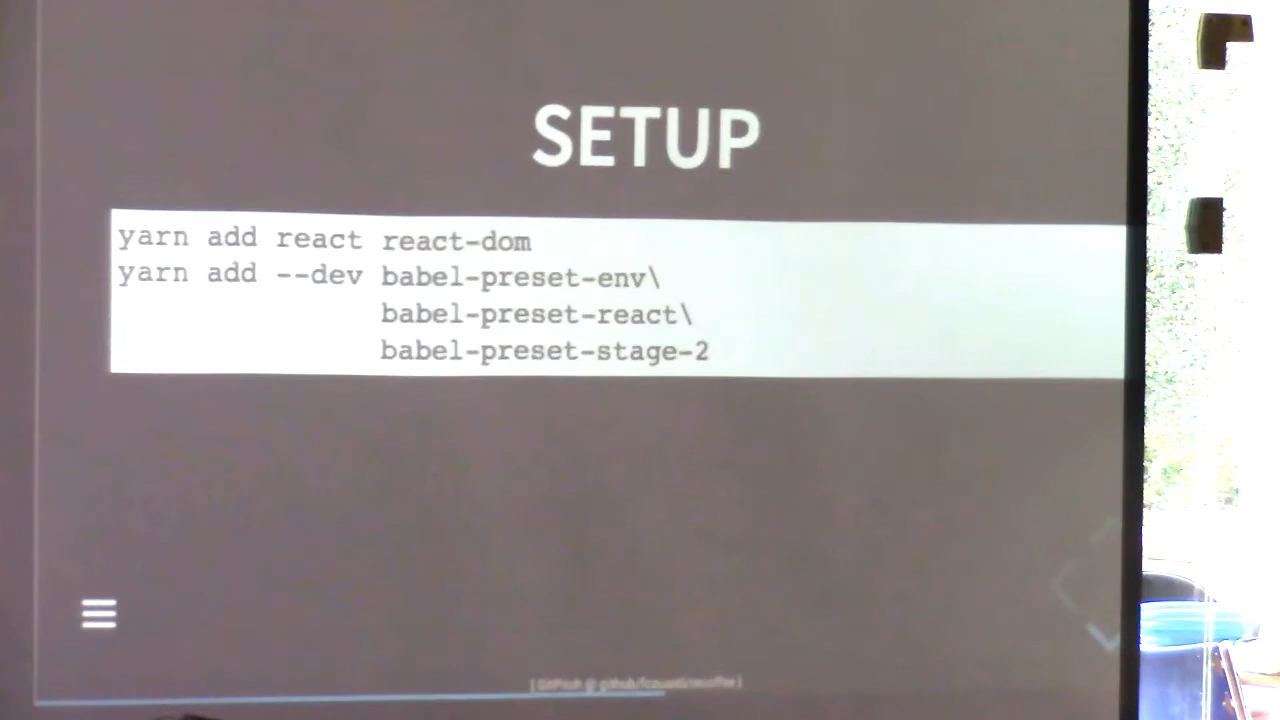 SETUP
yarn add react react-dom
yarn add --dev babel-preset-env\
babel-preset-react\
babel-preset-stage-2